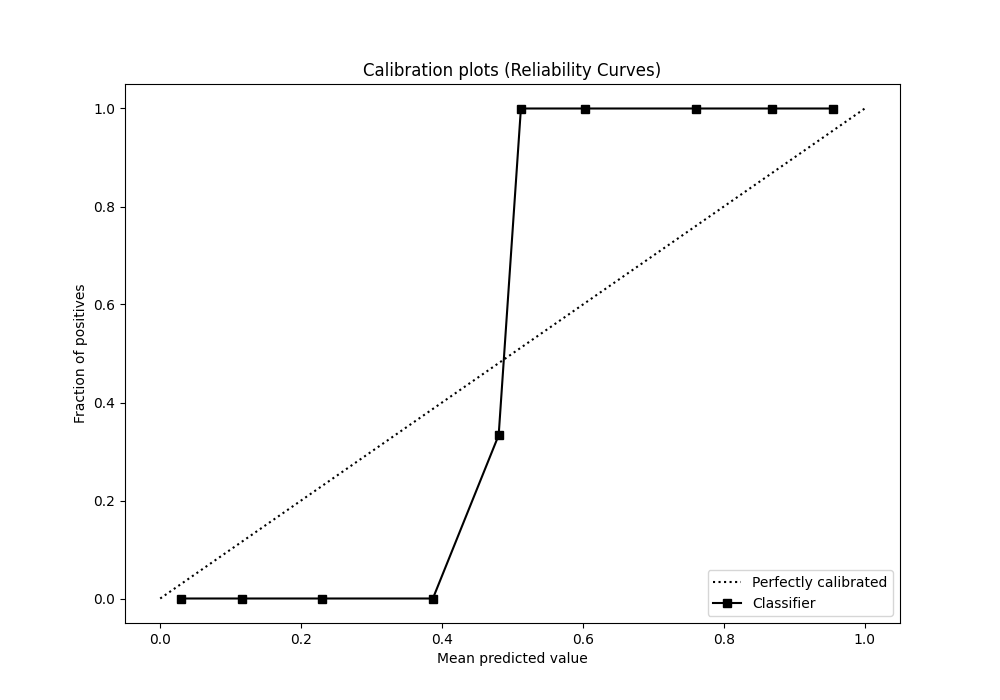 Calibration plots (Reliability Curves)
1.0
0.8
0.6
0.4
0.2
0.0
Fraction of positives
0.0 0.2 0.4 0.6 0.8 1.0
Mean predicted value
Perfectly calibrated
Classifier